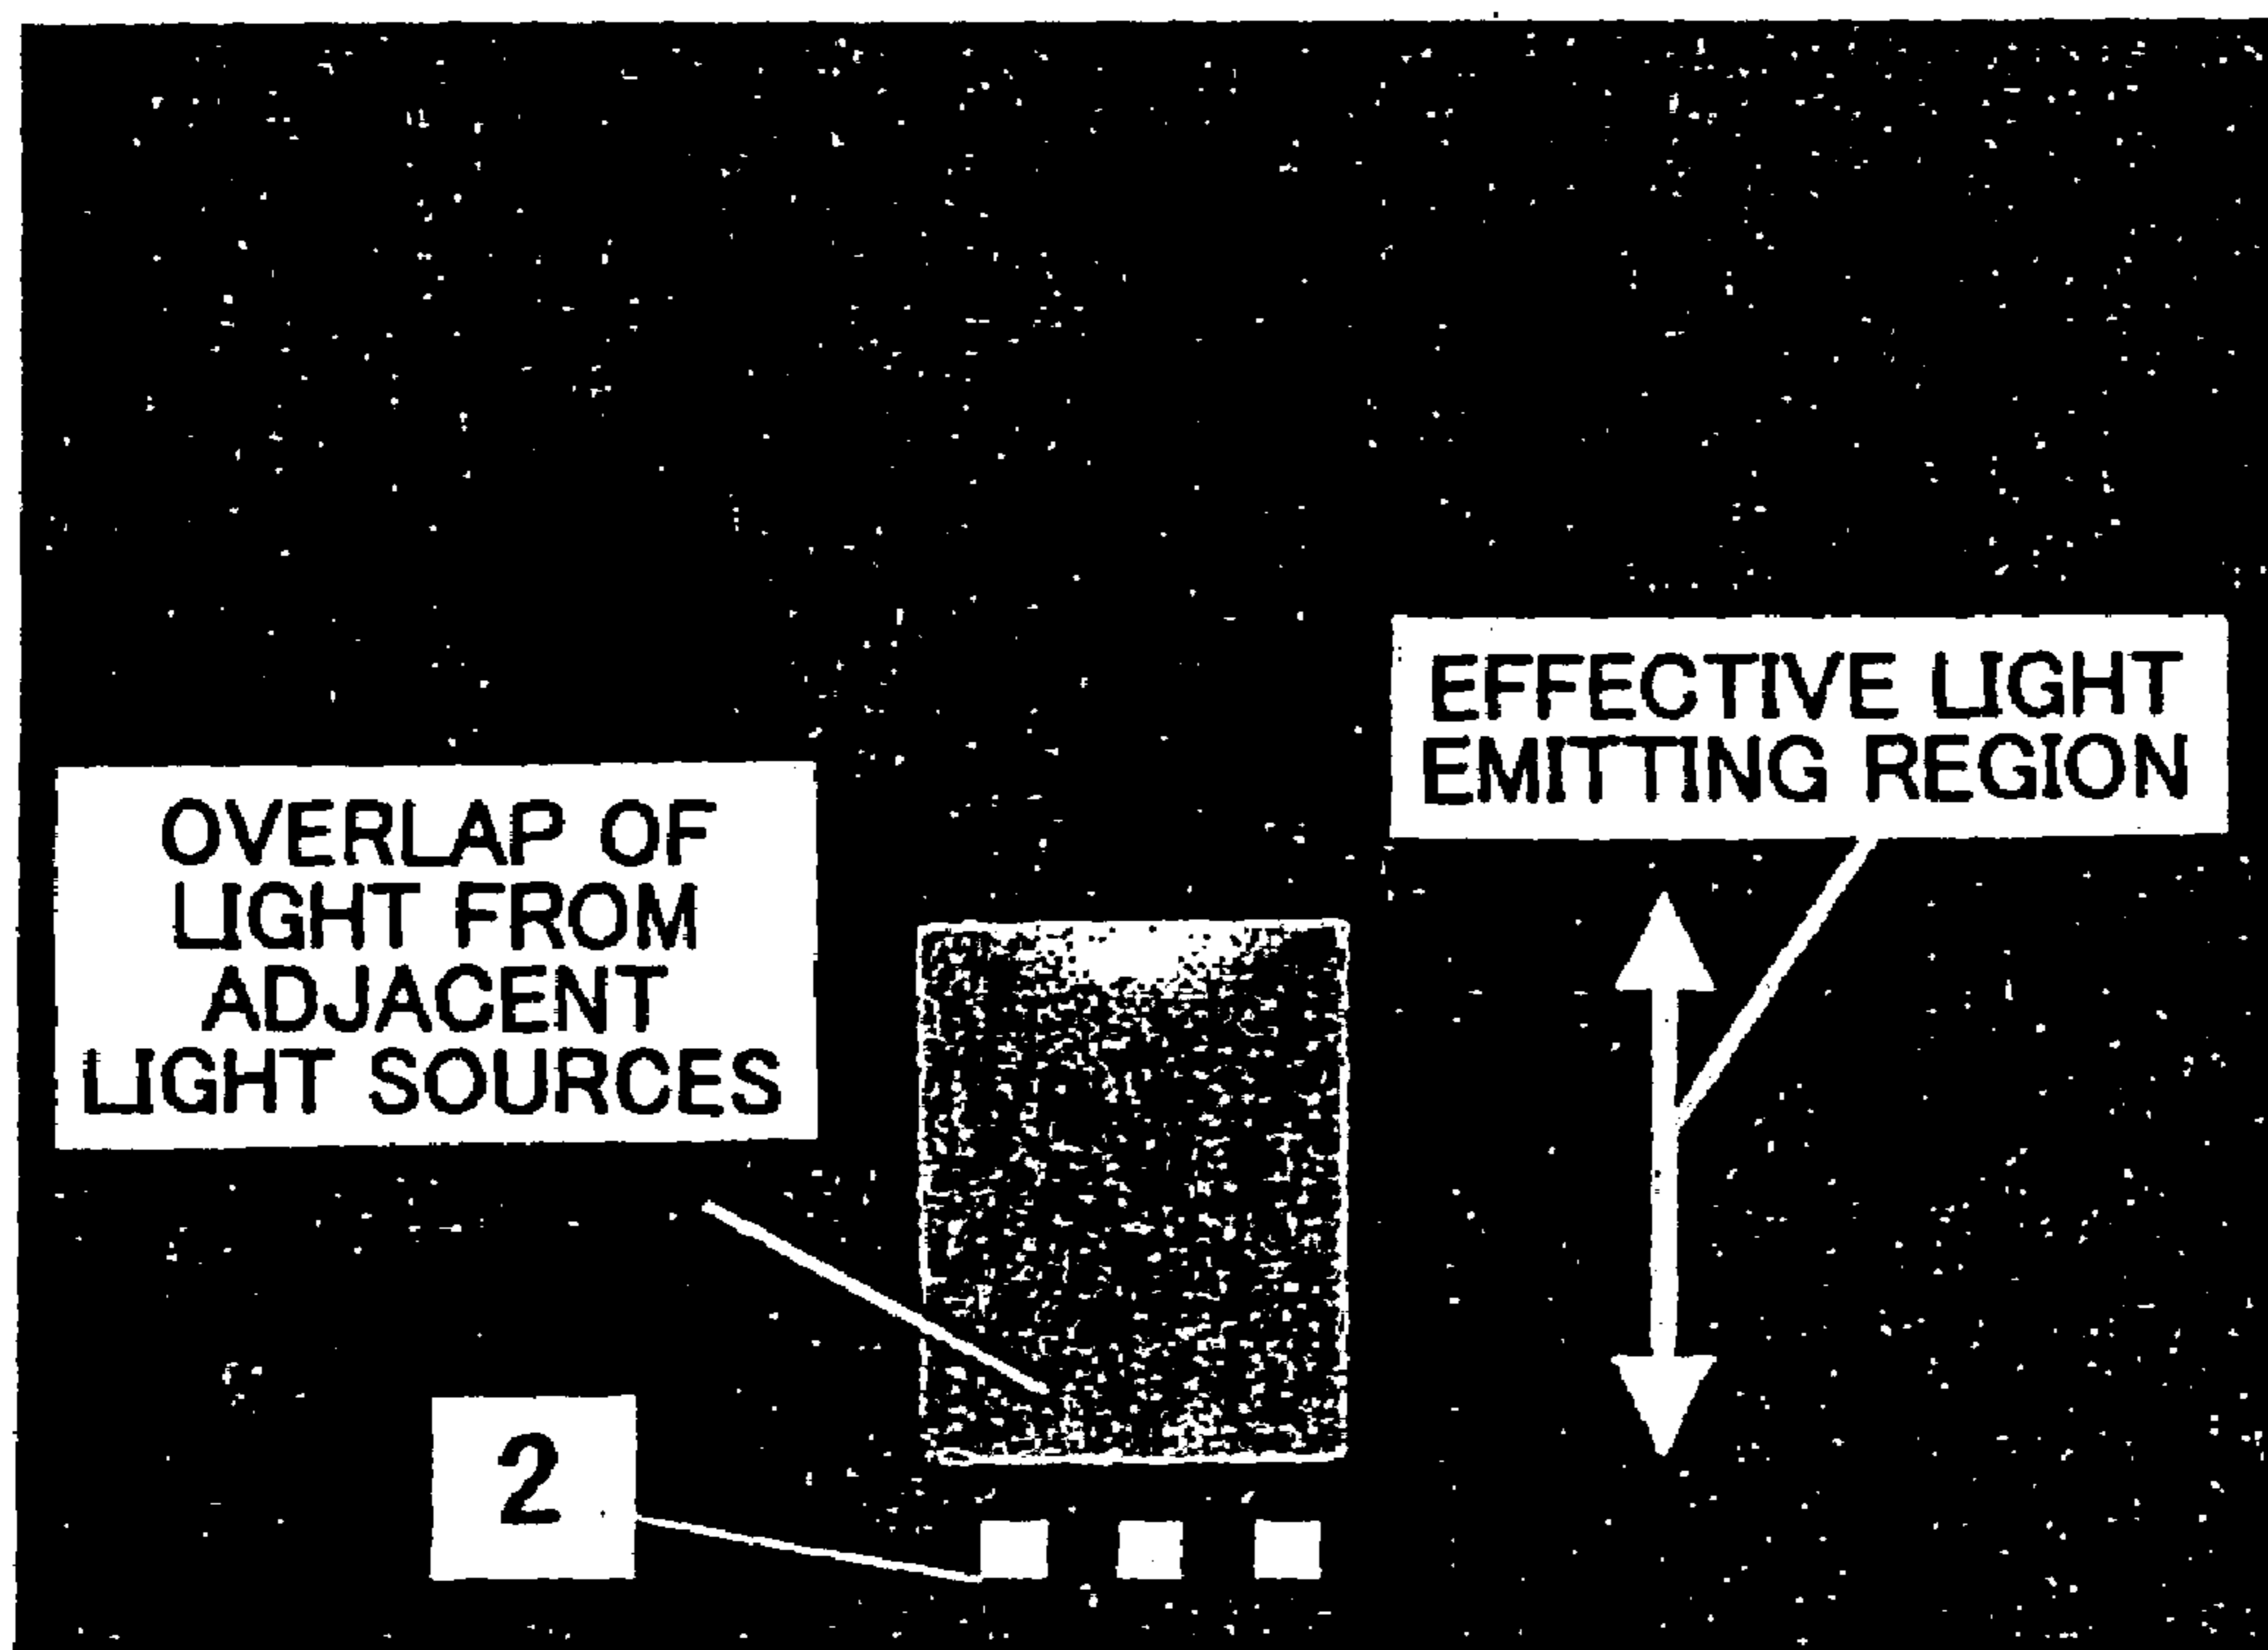 EFFECTIVE LIGHT
EMITTING REGION
OVERLAP OF
LIGHT FROM
ADJACENT
LIGHT SOURCES
2